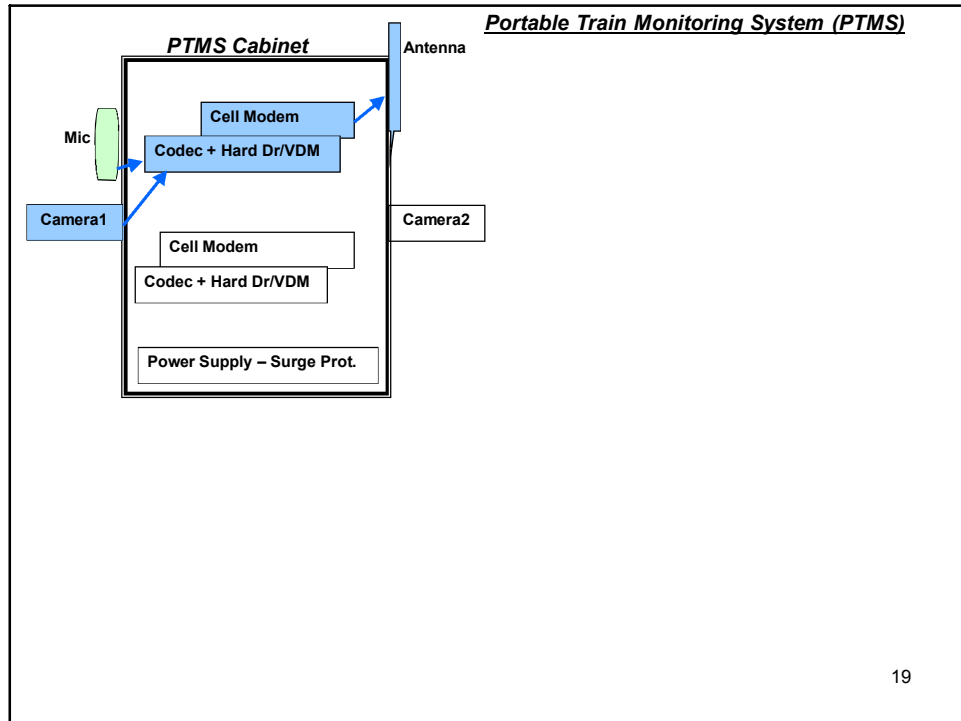 Portable Train Monitoring System (PTMS)
PTMS Cabinet
Antenna
Cell Modem
Mic
Codec + Hard Dr/VDM
Camera1
Camera2
Cell Modem
Codec + Hard Dr/VDM
Power Supply – Surge Prot.
19